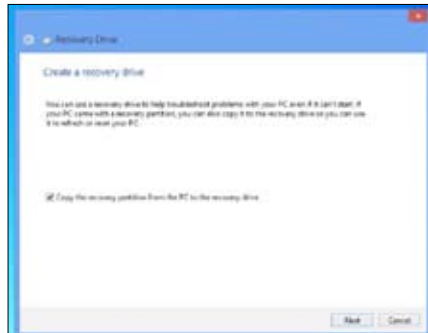 Recovery Drive
Create a recovery drive
You can use a recovery drive to help troubleshoot problems with your PC even if it can't start. If
your PC came with a recovery partition, you can also copy it to the recovery drive so you can use
it to refresh or reset your PC.
Copy the recovery partition from the PC to the recovery drive.
Next Cancel